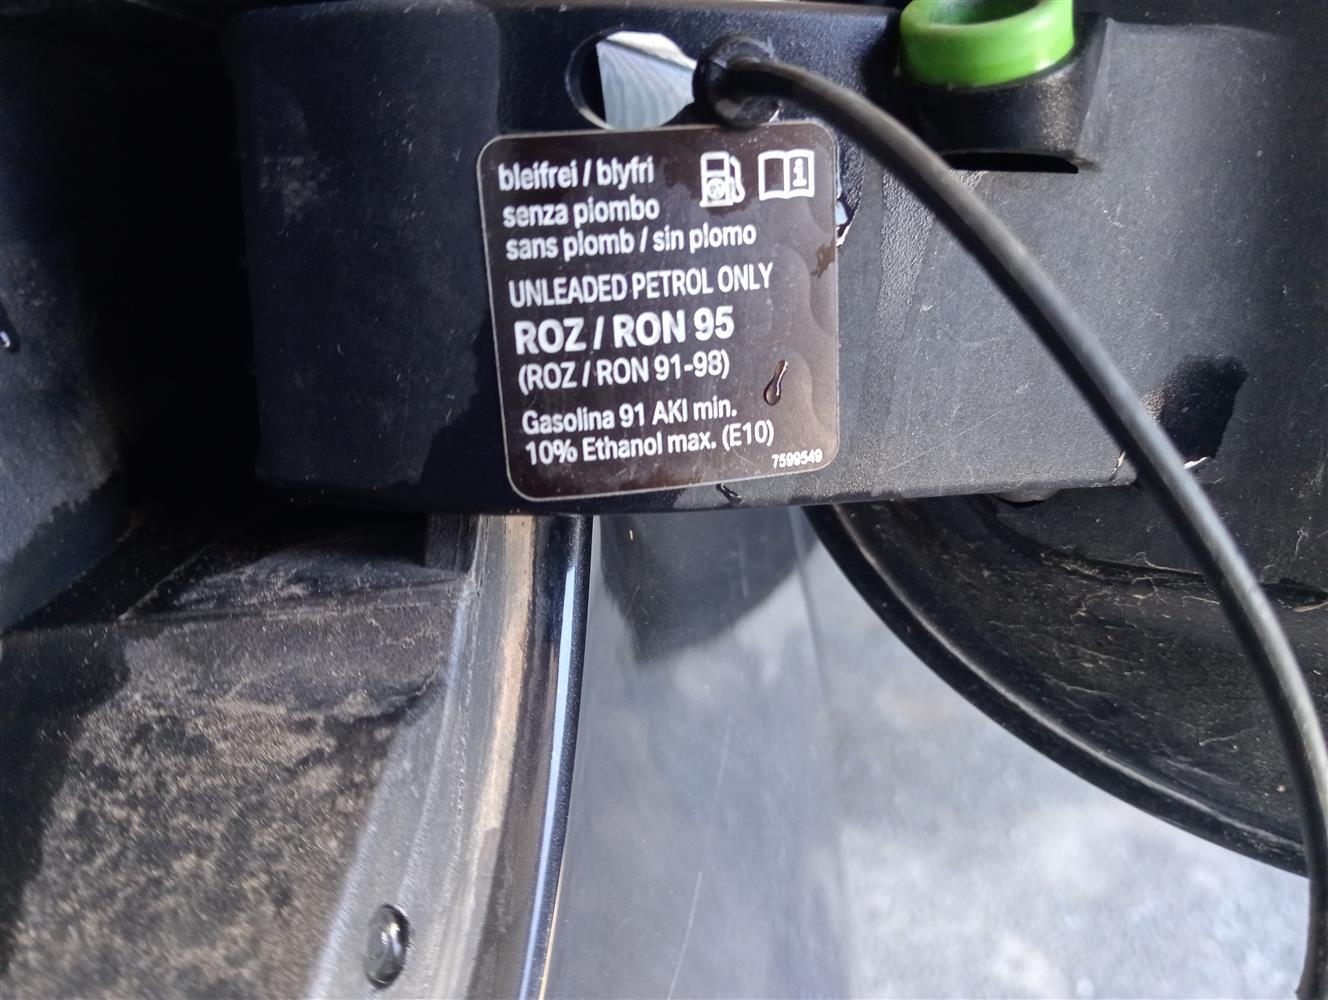 bleifrei / blyfri
senza piombo
sans plomb / sin plomo
UNLEADED PETROL ONLY
ROZ / RON 95
(ROZ / RON 91-98)
Gasolina 91 AKI min.
10% Ethanol max. (E10)
7599549